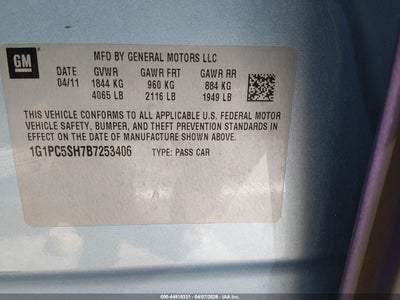 GM
MFD BY GENERAL MOTORS LLC
DATE GVWR GAWR FRT GAWR RR
04/11 1844 KG 960 KG 884 KG
4065 LB 2116 LB 1949 LB
THIS VEHICLE CONFORMS TO ALL APPLICABLE U.S. FEDERAL MOTOR
VEHICLE SAFETY, BUMPER, AND THEFT PREVENTION STANDARDS IN
EFFECT ON THE DATE OF MANUFACTURE SHOWN ABOVE.
1G1PC5SH7B7253406 TYPE: PASS CAR
000-44918331 - 04/07/2026 - IAAI.COM